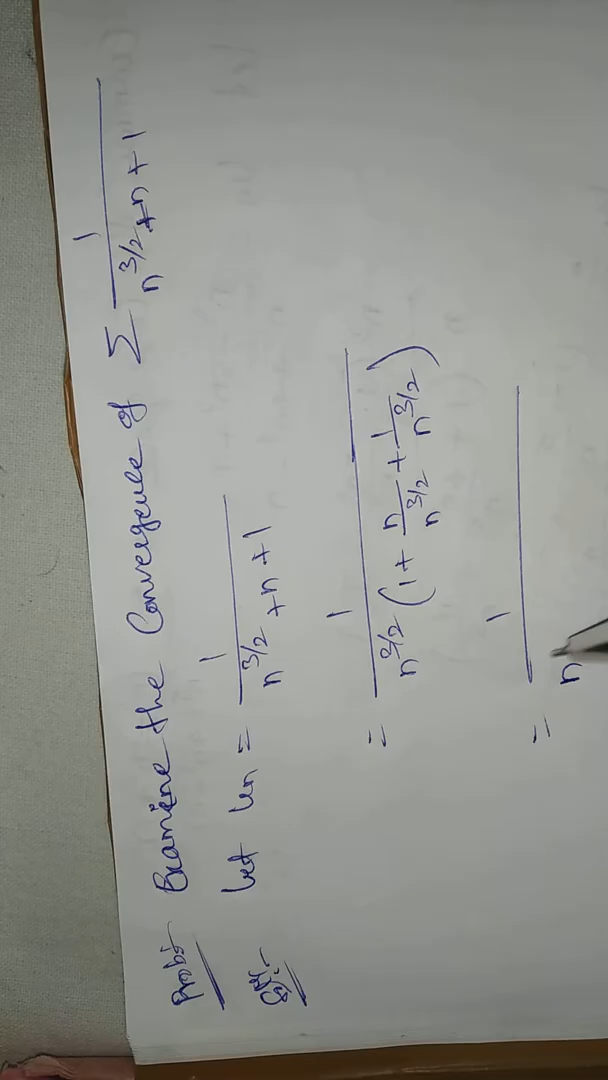 Prob:- Examine the Convergence of ∑ 1/(n^{3/2}+n+1)
Sol:- Let un = 1/(n^{3/2}+n+1)
= 1/(n^{3/2}(1+n/n^{3/2}+1/n^{3/2}))
= 1/n